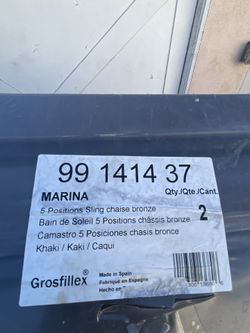 99 1414 37
MARINA
Qty./Qte./Cant.
5 Positions Sling chaise bronze
2
Bain de Soleil 5 Positions châssis bronze
Camastro 5 Posiciones chasis bronce
Khaki / Kaki / Caqui
Grosfillex
Made in Spain
Fabriqué en Espagne
Hecho en